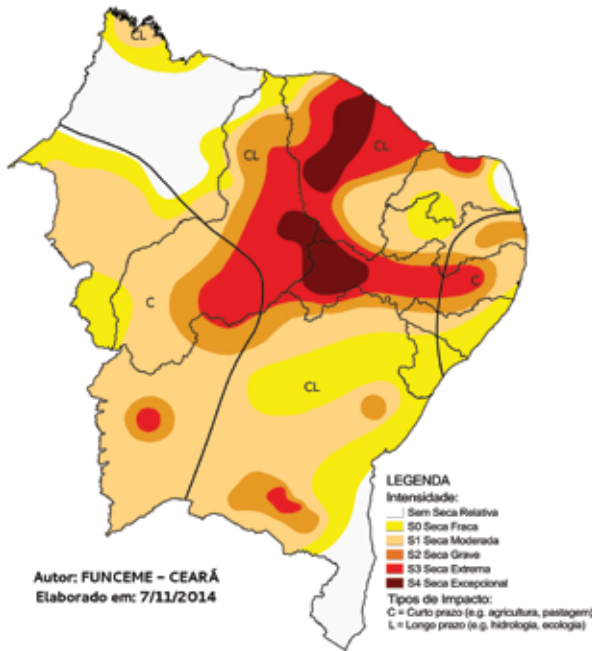 CL
CL
CL
C
C
CL
LEGENDA
Intensidade:
Sem Seca Relativa
S0 Seca Fraca
S1 Seca Moderada
S2 Seca Grave
S3 Seca Extrema
S4 Seca Excepcional
Tipos de Impacto:
C = Curto prazo (e.g. agricultura, pastagem)
L = Longo prazo (e.g. hidrologia, ecologia)
Autor: FUNCEME – CEARÃ
Elaborado em: 7/11/2014